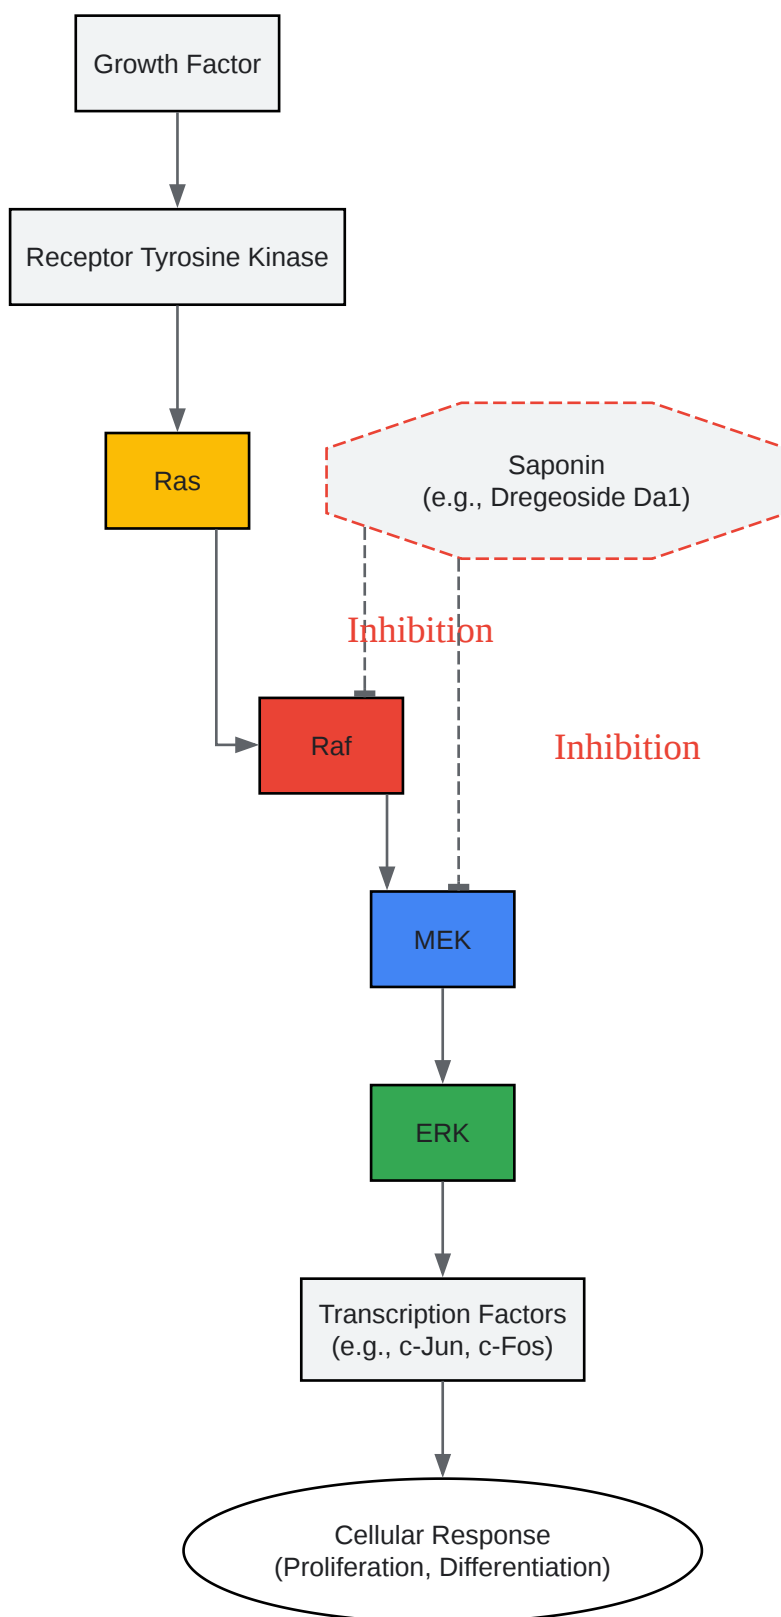 Growth Factor
Receptor Tyrosine Kinase
Ras
Saponin
(e.g., Dregeoside Da1)
Inhibition
Raf
Inhibition
MEK
ERK
Transcription Factors
(e.g., c-Jun, c-Fos)
Cellular Response
(Proliferation, Differentiation)